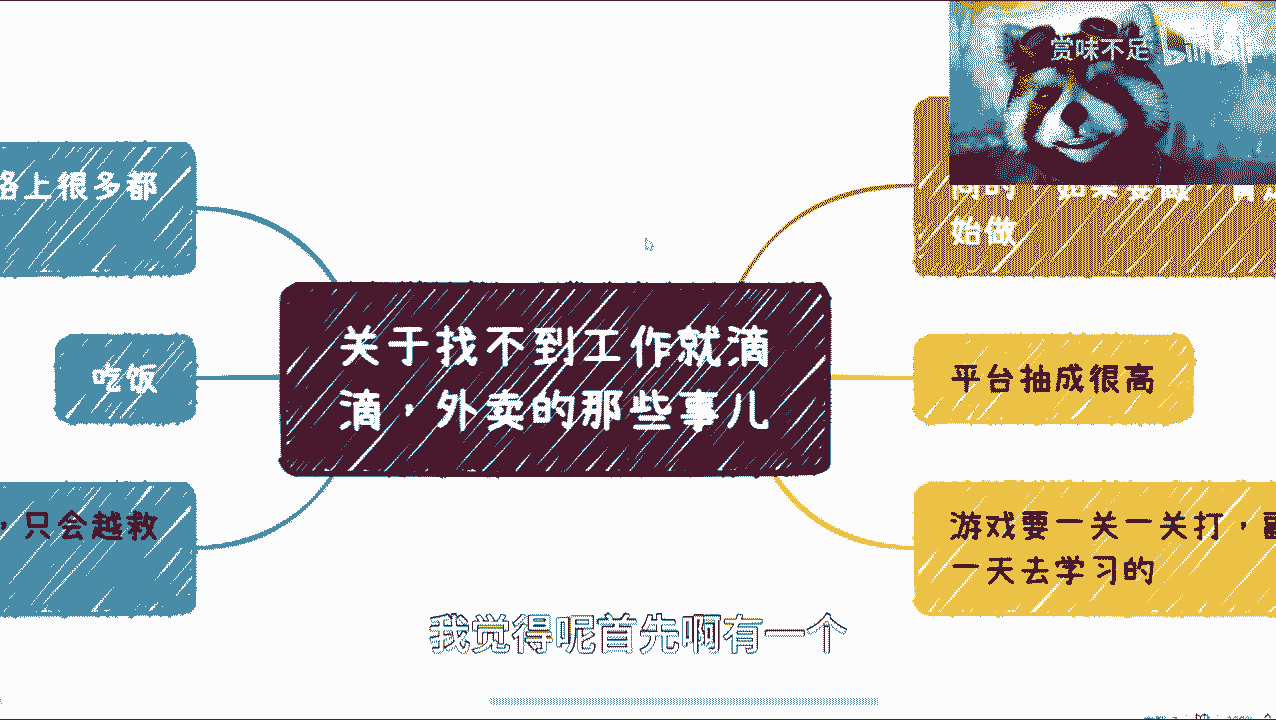 赏味不足
上很多都
始做
关于找不到工作就滴
滴，外卖的那些事儿
吃饭
平台抽成很高
，只会越救
游戏要一关一关打，
一天去学习的
我觉得呢首先啊有一个